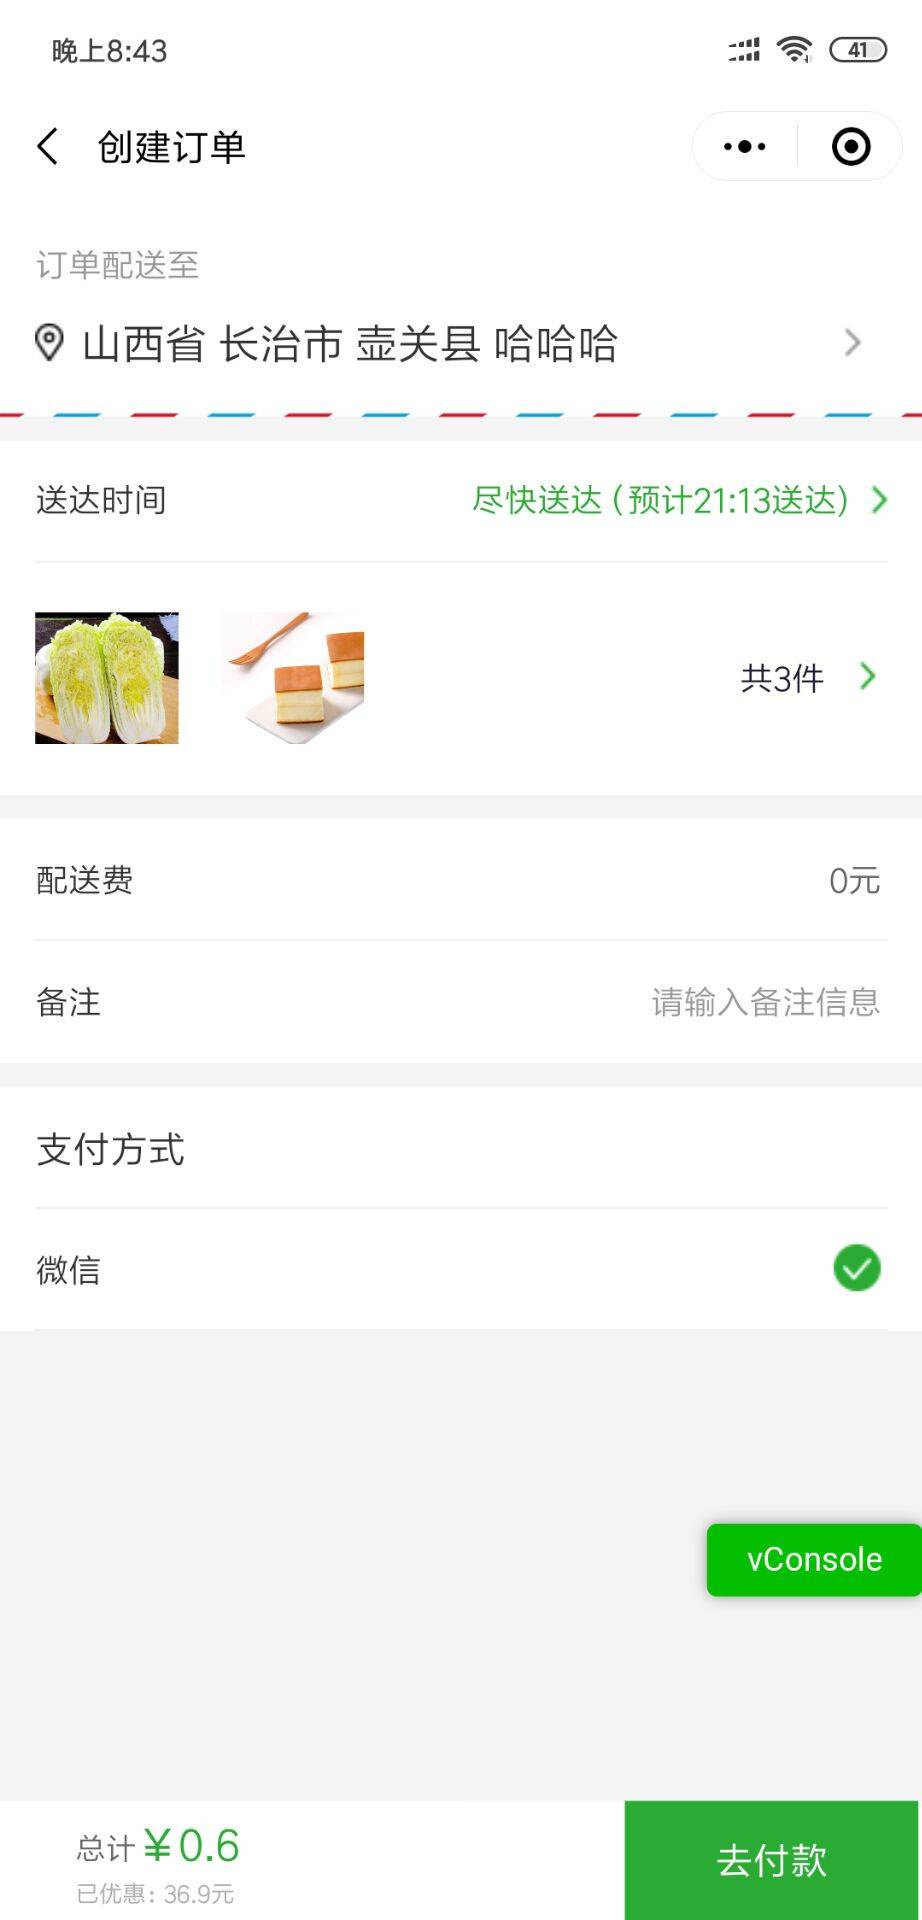 晚上8:43
41
创建订单
订单配送至
山西省 长治市 壶关县 哈哈哈
送达时间
尽快送达 (预计21:13送达)
共3件
配送费
0元
备注
请输入备注信息
支付方式
微信
vConsole
总计 ¥0.6
已优惠: 36.9元
去付款